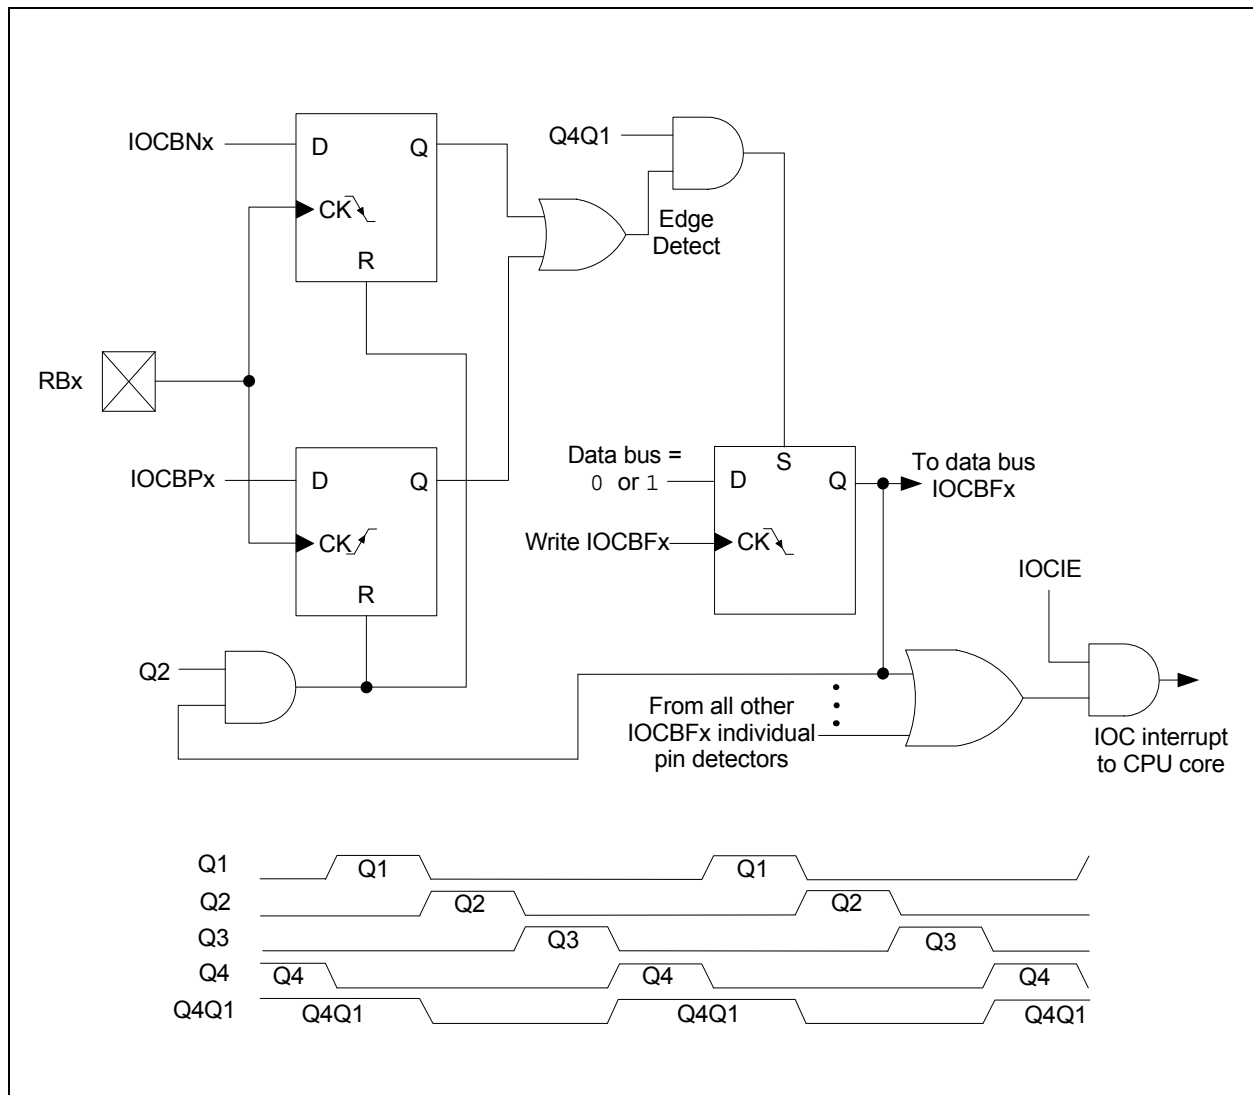 IOCBNx
D
Q
CK
R
Q4Q1
Edge
Detect
RBx
IOCBPx
D
Q
CK
R
Data bus =
0 or 1
S
D
Q
To data bus
IOCBFx
Write IOCBFx
CK
IOCIE
Q2
From all other
IOCBFx individual
pin detectors
IOC interrupt
to CPU core
Q1
Q1
Q1
Q2
Q2
Q2
Q3
Q3
Q3
Q4
Q4
Q4
Q4
Q4Q1
Q4Q1
Q4Q1
Q4Q1